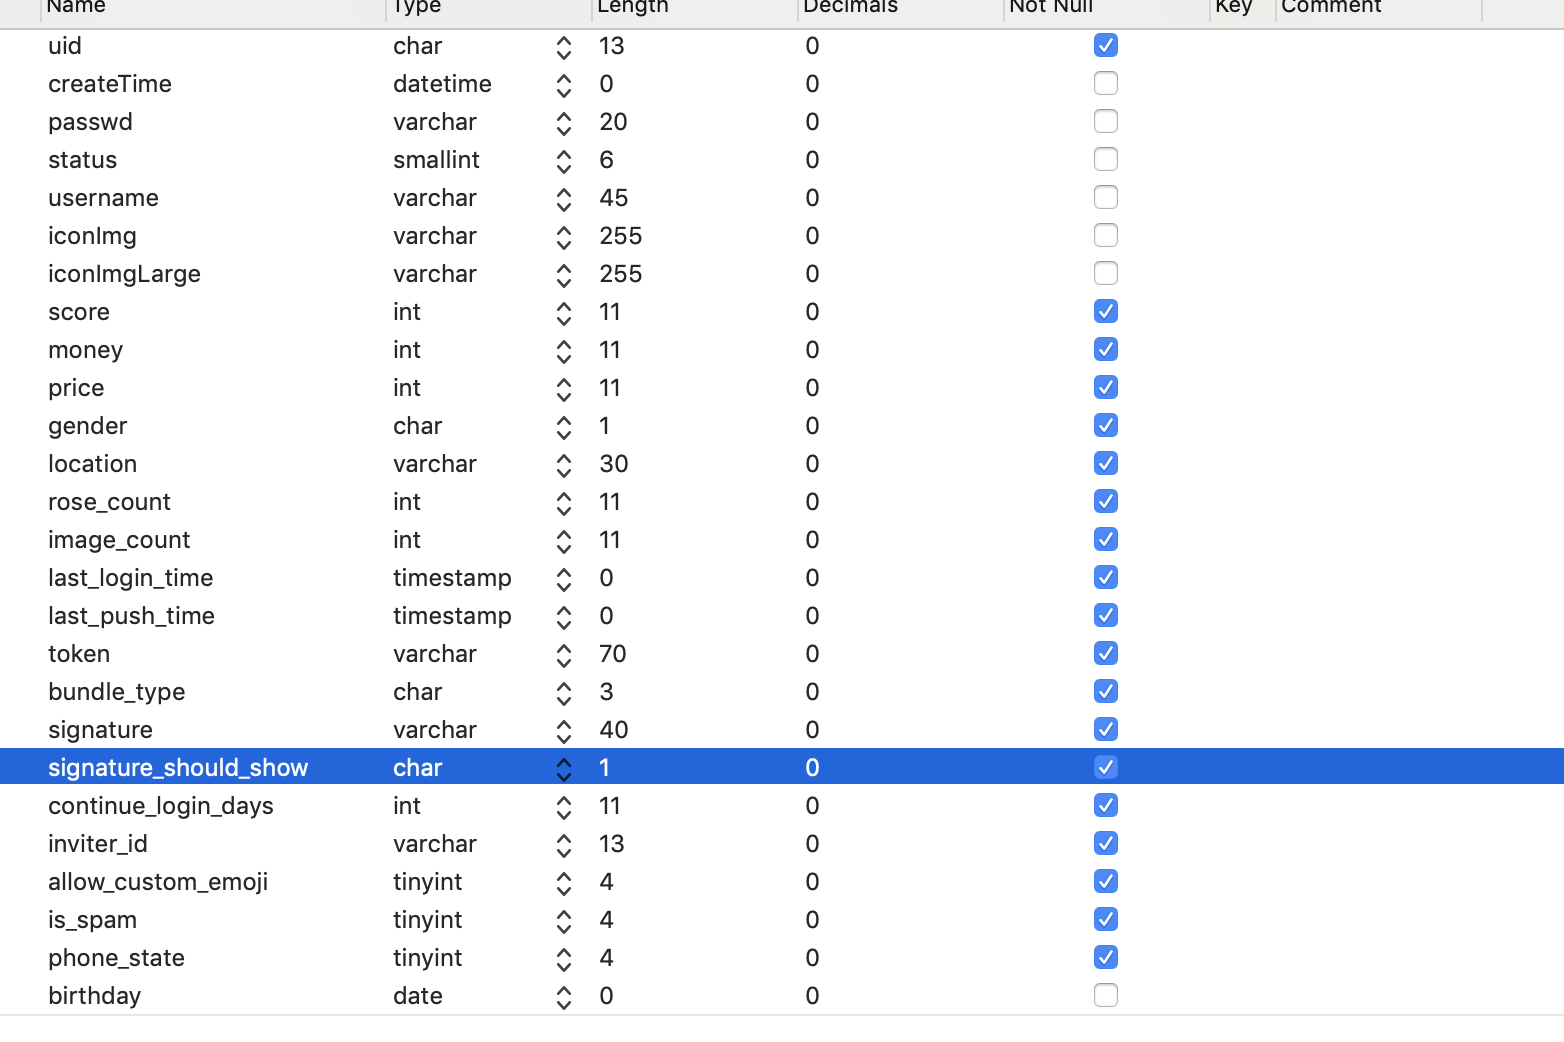 Name Type Length Decimals Not Null Key Comment
uid char 13 0
createTime datetime 0 0
passwd varchar 20 0
status smallint 6 0
username varchar 45 0
iconImg varchar 255 0
iconImgLarge varchar 255 0
score int 11 0
money int 11 0
price int 11 0
gender char 1 0
location varchar 30 0
rose_count int 11 0
image_count int 11 0
last_login_time timestamp 0 0
last_push_time timestamp 0 0
token varchar 70 0
bundle_type char 3 0
signature varchar 40 0
signature_should_show char 1 0
continue_login_days int 11 0
inviter_id varchar 13 0
allow_custom_emoji tinyint 4 0
is_spam tinyint 4 0
phone_state tinyint 4 0
birthday date 0 0